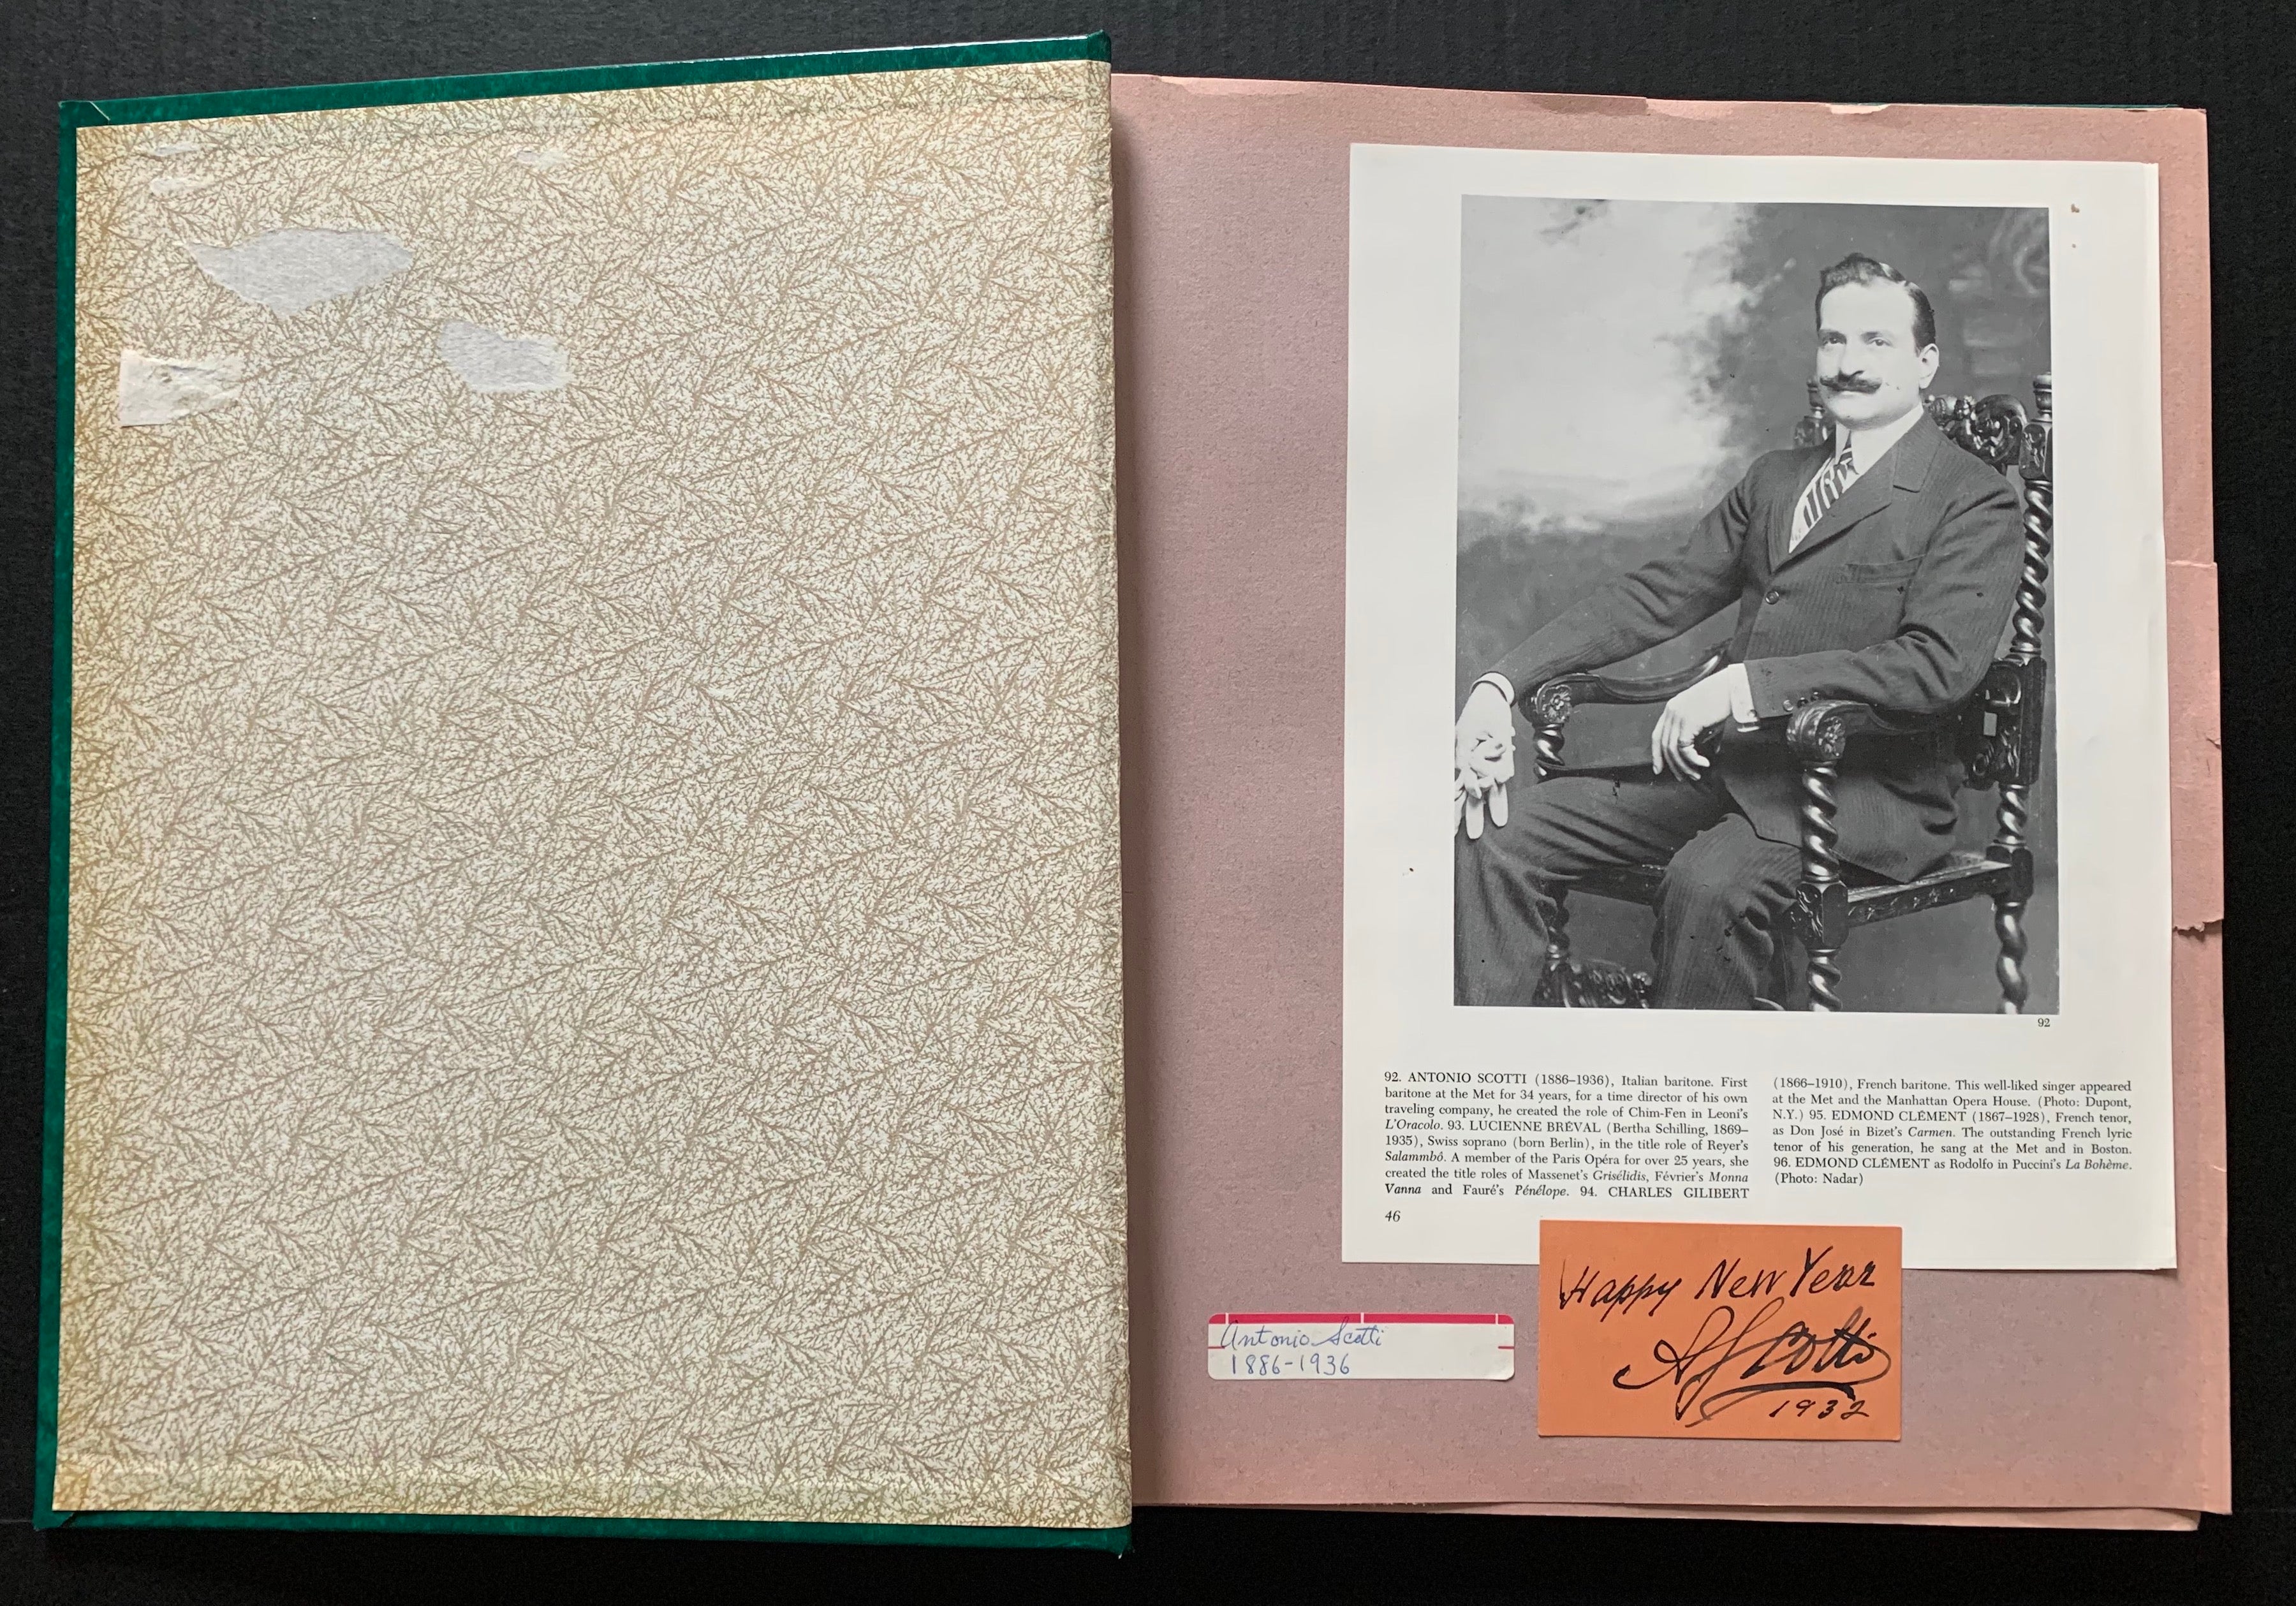 92
92. ANTONIO SCOTTI (1886–1936), Italian baritone. First
baritone at the Met for 34 years, for a time director of his own
traveling company, he created the role of Chim-Fen in Leoni's
L'Oracolo. 93. LUCIENNE BRÉVAL (Bertha Schilling, 1869–
1935), Swiss soprano (born Berlin), in the title role of Reyer's
Salammbô. A member of the Paris Opéra for over 25 years, she
created the title roles of Massenet's Grisélidis, Février's Monna
Vanna and Fauré's Pénélope. 94. CHARLES GILIBERT
(1866–1910), French baritone. This well-liked singer appeared
at the Met and the Manhattan Opera House. (Photo: Dupont,
N.Y.) 95. EDMOND CLÉMENT (1867–1928), French tenor,
as Don José in Bizet's Carmen. The outstanding French lyric
tenor of his generation, he sang at the Met and in Boston.
96. EDMOND CLÉMENT as Rodolfo in Puccini's La Bohème.
(Photo: Nadar)
46
Antonio Scotti
1886-1936
Happy New Year
A Scotti
1932